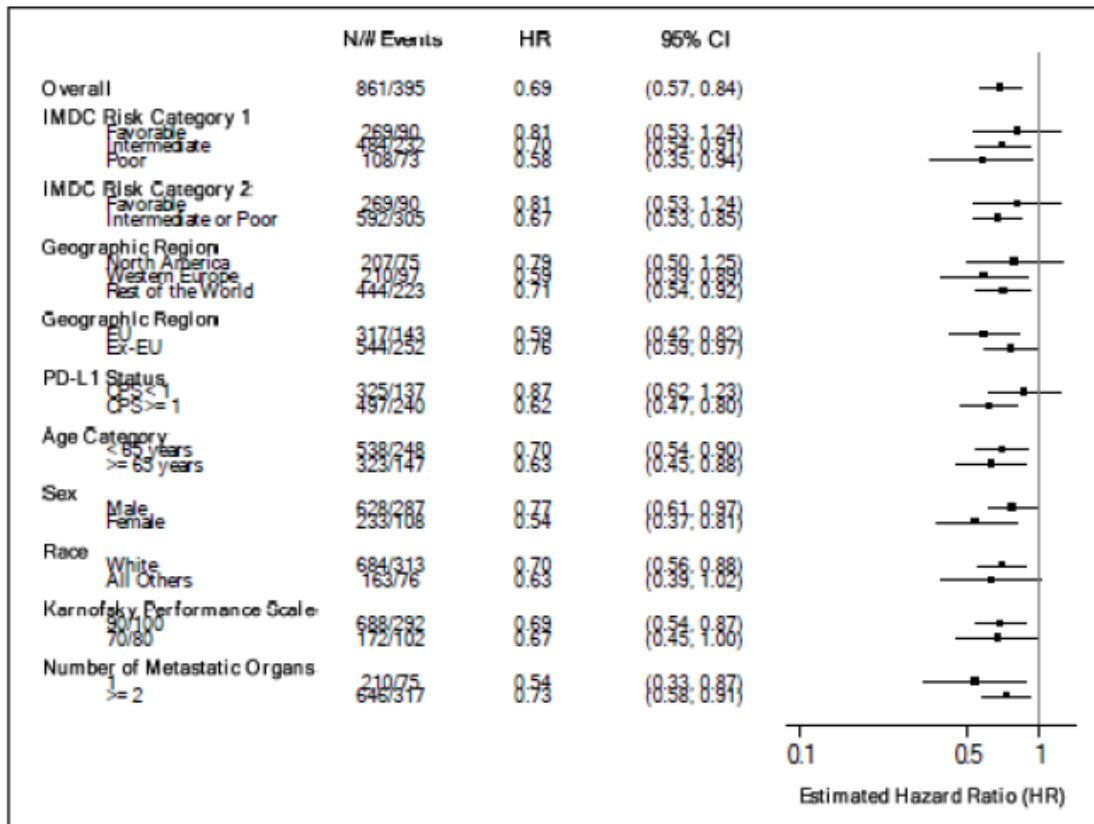 N/# Events HR 95% CI
Overall 861/395 0.69 (0.57, 0.84)
IMDC Risk Category 1
Favorable 269/90 0.81 (0.53, 1.24)
Intermediate 484/232 0.70 (0.54, 0.91)
Poor 108/73 0.58 (0.35, 0.94)
IMDC Risk Category 2
Favorable 269/90 0.81 (0.53, 1.24)
Intermediate or Poor 592/305 0.67 (0.53, 0.85)
Geographic Region
North America 207/75 0.79 (0.50, 1.25)
Western Europe 210/97 0.59 (0.39, 0.89)
Rest of the World 444/223 0.71 (0.54, 0.92)
Geographic Region
EU 317/143 0.59 (0.42, 0.82)
Ex-EU 544/252 0.76 (0.59, 0.97)
PD-L1 Status
CPS < 1 325/137 0.87 (0.62, 1.23)
CPS >= 1 497/240 0.62 (0.47, 0.80)
Age Category
< 65 years 538/248 0.70 (0.54, 0.90)
>= 65 years 323/147 0.63 (0.45, 0.88)
Sex
Male 628/287 0.77 (0.61, 0.97)
Female 233/108 0.54 (0.37, 0.81)
Race
White 684/313 0.70 (0.56, 0.88)
All Others 163/76 0.63 (0.39, 1.02)
Karnofsky Performance Scale
90/100 688/292 0.69 (0.54, 0.87)
70/80 172/102 0.67 (0.45, 1.00)
Number of Metastatic Organs
1 210/75 0.54 (0.33, 0.87)
>= 2 646/317 0.73 (0.58, 0.91)
0.1 0.5 1
Estimated Hazard Ratio (HR)